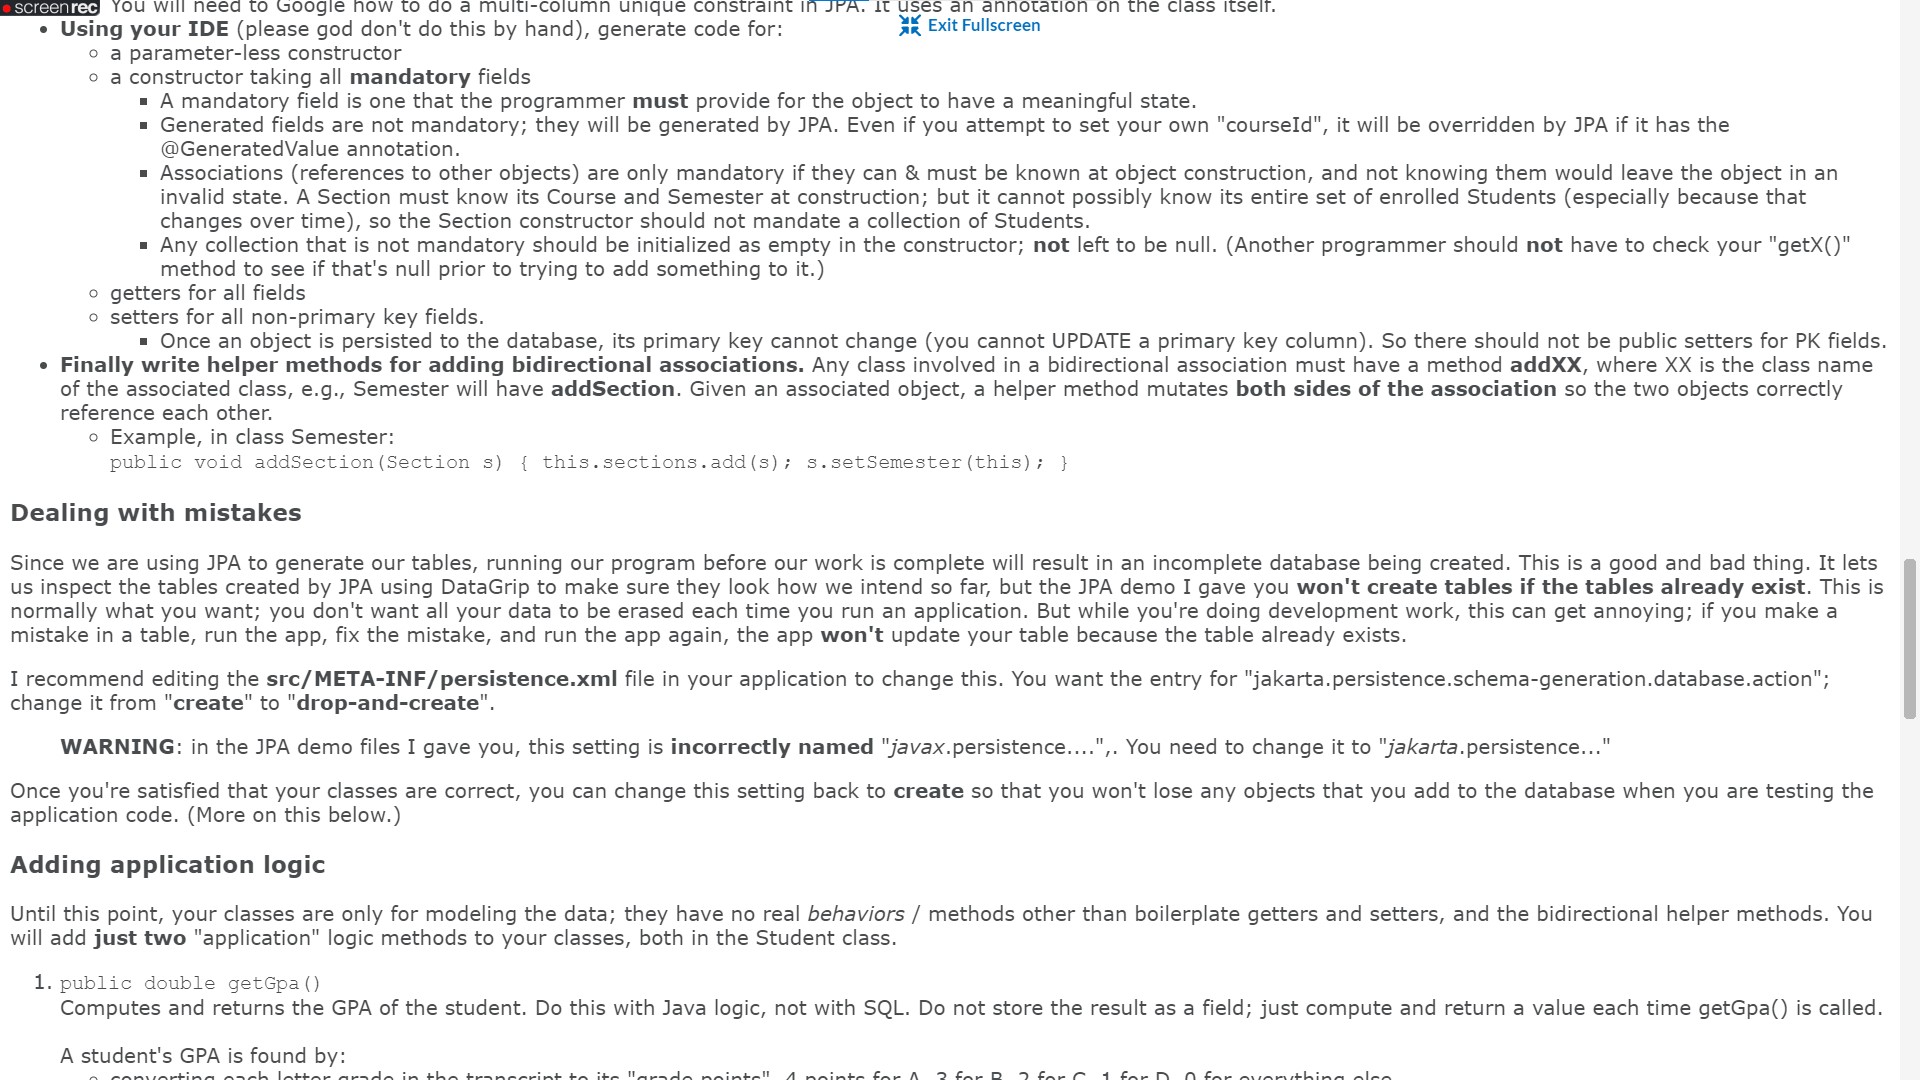 screenrec
You will need to Google how to do a multi-column unique constraint in JPA. It uses an annotation on the class itself.
Exit Fullscreen
• Using your IDE (please god don't do this by hand), generate code for:
◦ a parameter-less constructor
◦ a constructor taking all mandatory fields
▪ A mandatory field is one that the programmer must provide for the object to have a meaningful state.
▪ Generated fields are not mandatory; they will be generated by JPA. Even if you attempt to set your own "courseId", it will be overridden by JPA if it has the
@GeneratedValue annotation.
▪ Associations (references to other objects) are only mandatory if they can & must be known at object construction, and not knowing them would leave the object in an
invalid state. A Section must know its Course and Semester at construction; but it cannot possibly know its entire set of enrolled Students (especially because that
changes over time), so the Section constructor should not mandate a collection of Students.
▪ Any collection that is not mandatory should be initialized as empty in the constructor; not left to be null. (Another programmer should not have to check your "getX()"
method to see if that's null prior to trying to add something to it.)
◦ getters for all fields
◦ setters for all non-primary key fields.
▪ Once an object is persisted to the database, its primary key cannot change (you cannot UPDATE a primary key column). So there should not be public setters for PK fields.
• Finally write helper methods for adding bidirectional associations. Any class involved in a bidirectional association must have a method addXX, where XX is the class name
of the associated class, e.g., Semester will have addSection. Given an associated object, a helper method mutates both sides of the association so the two objects correctly
reference each other.
◦ Example, in class Semester:
public void addSection(Section s) { this.sections.add(s); s.setSemester(this); }
Dealing with mistakes
Since we are using JPA to generate our tables, running our program before our work is complete will result in an incomplete database being created. This is a good and bad thing. It lets
us inspect the tables created by JPA using DataGrip to make sure they look how we intend so far, but the JPA demo I gave you won't create tables if the tables already exist. This is
normally what you want; you don't want all your data to be erased each time you run an application. But while you're doing development work, this can get annoying; if you make a
mistake in a table, run the app, fix the mistake, and run the app again, the app won't update your table because the table already exists.
I recommend editing the src/META-INF/persistence.xml file in your application to change this. You want the entry for "jakarta.persistence.schema-generation.database.action";
change it from "create" to "drop-and-create".
WARNING: in the JPA demo files I gave you, this setting is incorrectly named "javax.persistence....",. You need to change it to "jakarta.persistence..."
Once you're satisfied that your classes are correct, you can change this setting back to create so that you won't lose any objects that you add to the database when you are testing the
application code. (More on this below.)
Adding application logic
Until this point, your classes are only for modeling the data; they have no real behaviors / methods other than boilerplate getters and setters, and the bidirectional helper methods. You
will add just two "application" logic methods to your classes, both in the Student class.
1. public double getGpa()
Computes and returns the GPA of the student. Do this with Java logic, not with SQL. Do not store the result as a field; just compute and return a value each time getGpa() is called.
A student's GPA is found by:
◦ converting each letter grade in the transcript to its "grade points". 4 points for A, 3 for B, 2 for C, 1 for D, 0 for everything else.